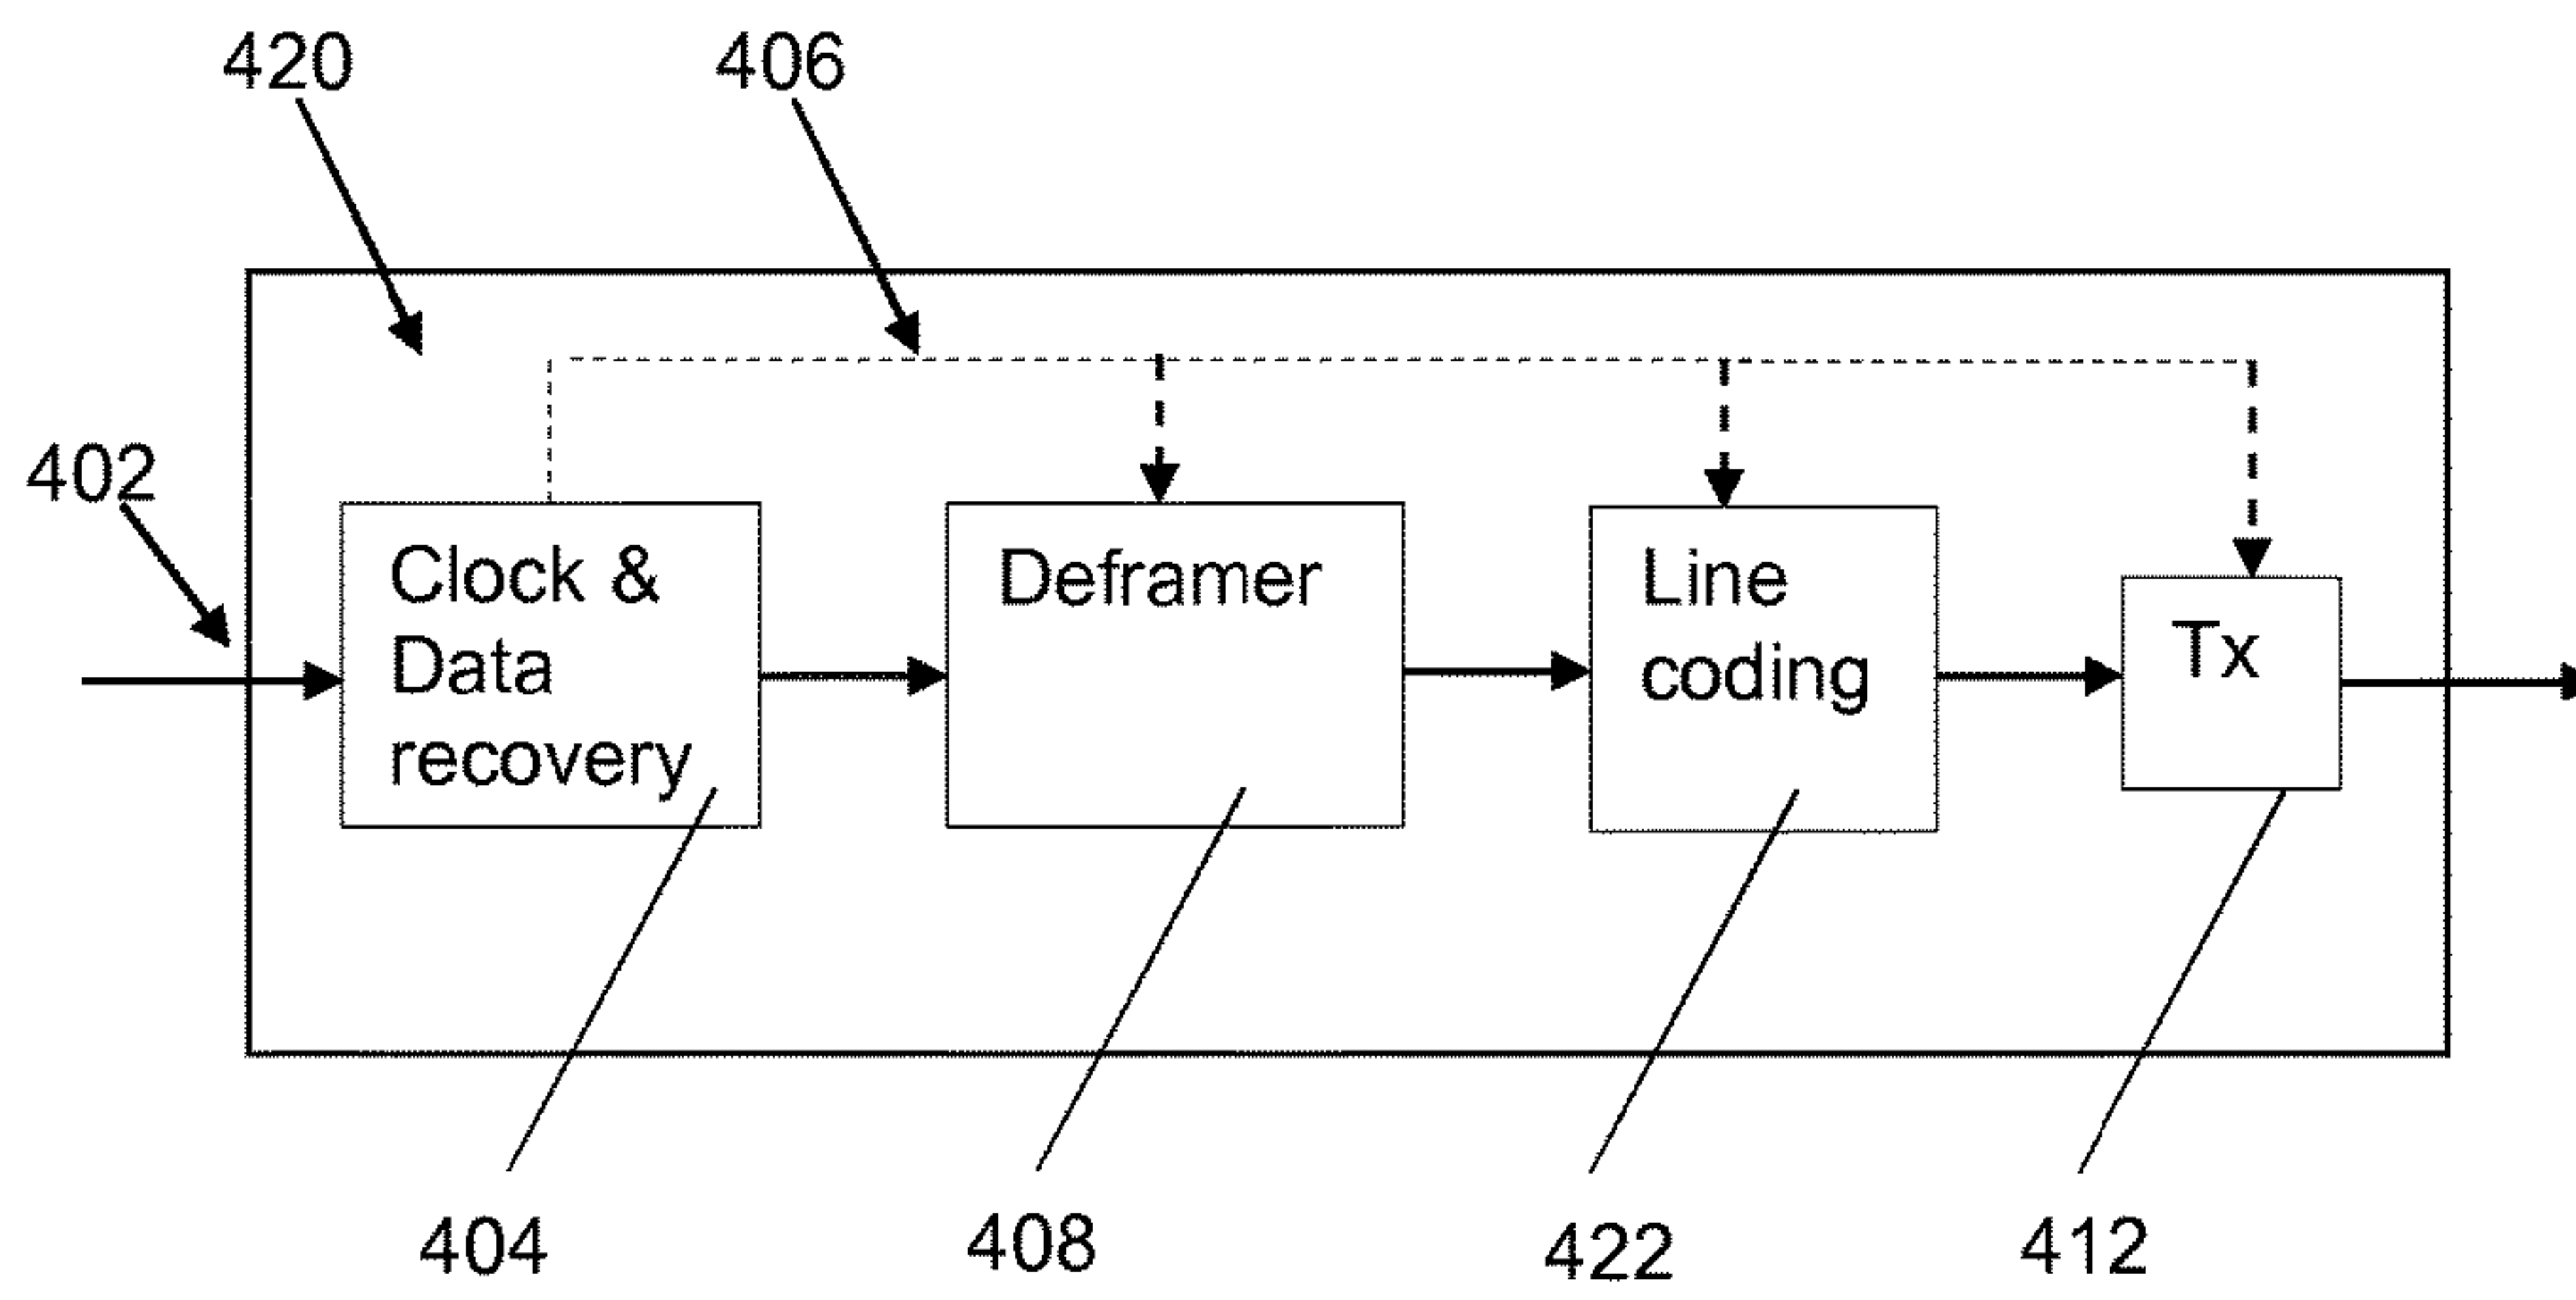 420
406
402
Clock &
Data
recovery
Deframer
Line
coding
Tx
404
408
422
412